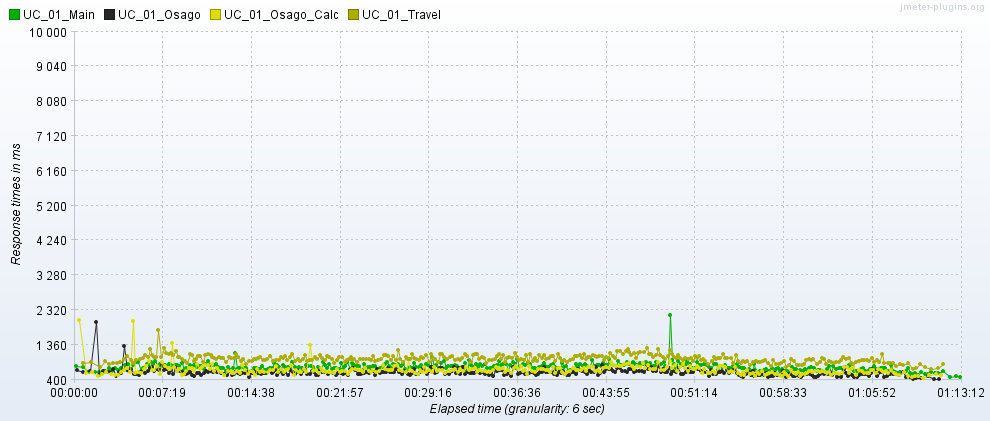 jmeter-plugins.org
UC_01_Main UC_01_Osago UC_01_Osago_Calc UC_01_Travel
10 000
9 040
8 080
7 120
6 160
5 200
4 240
3 280
2 320
1 360
400
Response times in ms
00:00:00 00:07:19 00:14:38 00:21:57 00:29:16 00:36:36 00:43:55 00:51:14 00:58:33 01:05:52 01:13:12
Elapsed time (granularity: 6 sec)